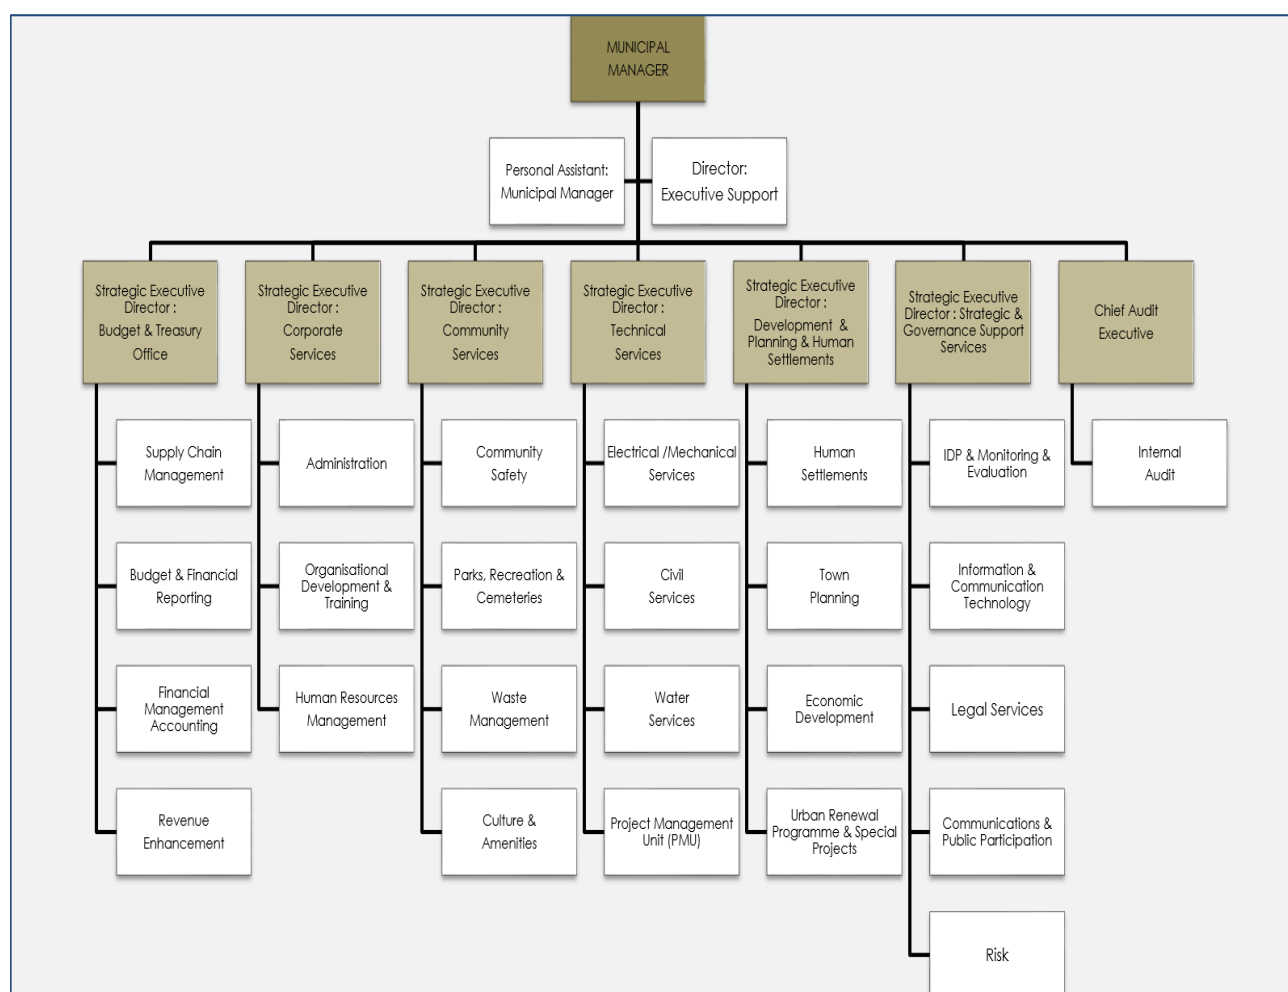 MUNICIPAL
MANAGER
Personal Assistant:
Municipal Manager
Director:
Executive Support
Strategic Executive
Director :
Budget & Treasury
Office
Strategic Executive
Director :
Corporate
Services
Strategic Executive
Director :
Community
Services
Strategic Executive
Director :
Technical
Services
Strategic Executive
Director :
Development &
Planning & Human
Settlements
Strategic Executive
Director : Strategic &
Governance Support
Services
Chief Audit
Executive
Supply Chain
Management
Administration
Community
Safety
Electrical /Mechanical
Services
Human
Settlements
IDP & Monitoring &
Evaluation
Internal
Audit
Budget & Financial
Reporting
Organisational
Development &
Training
Parks, Recreation &
Cemeteries
Civil
Services
Town
Planning
Information &
Communication
Technology
Financial
Management
Accounting
Human Resources
Management
Waste
Management
Water
Services
Economic
Development
Legal Services
Revenue
Enhancement
Culture &
Amenities
Project Management
Unit (PMU)
Urban Renewal
Programme & Special
Projects
Communications &
Public Participation
Risk